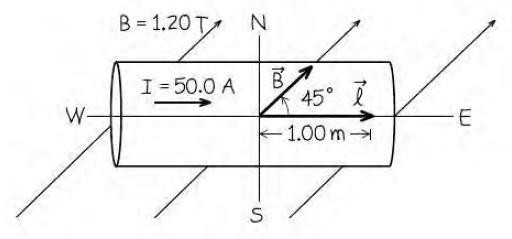 B = 1.20 T
N
I = 50.0 A
B⃗
45°
l⃗
W
E
1.00 m
S